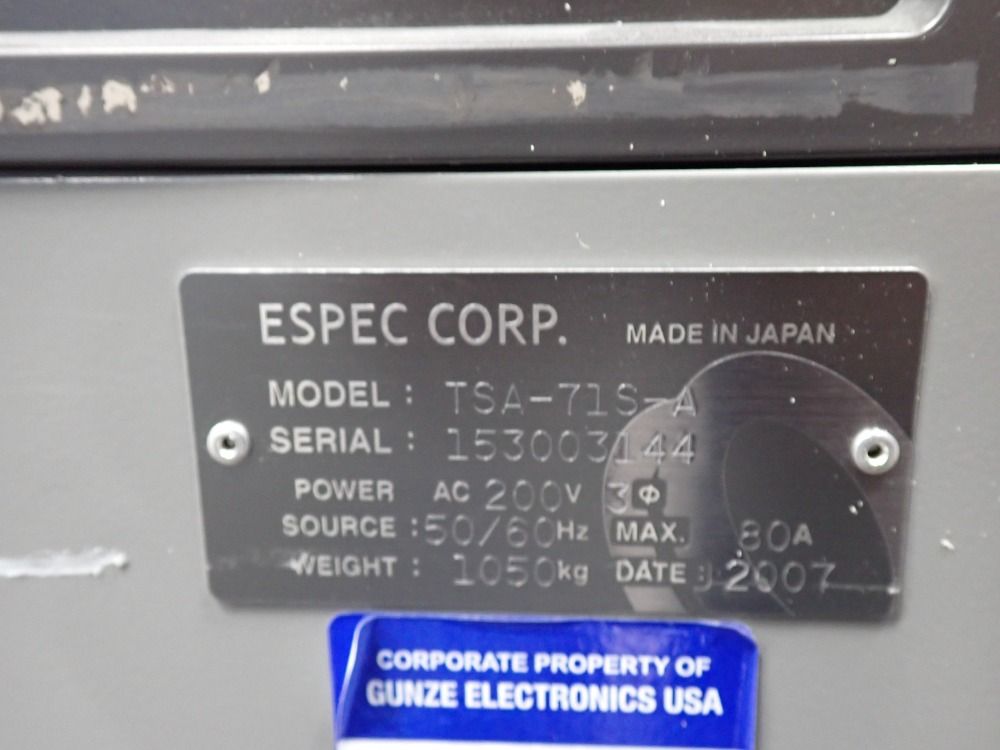 ESPEC CORP. MADE IN JAPAN
MODEL : TSA-71S-A
SERIAL : 153003144
POWER AC 200V 3Φ
SOURCE : 50/60Hz MAX. 80A
WEIGHT : 1050kg DATE : 2007
CORPORATE PROPERTY OF
GUNZE ELECTRONICS USA